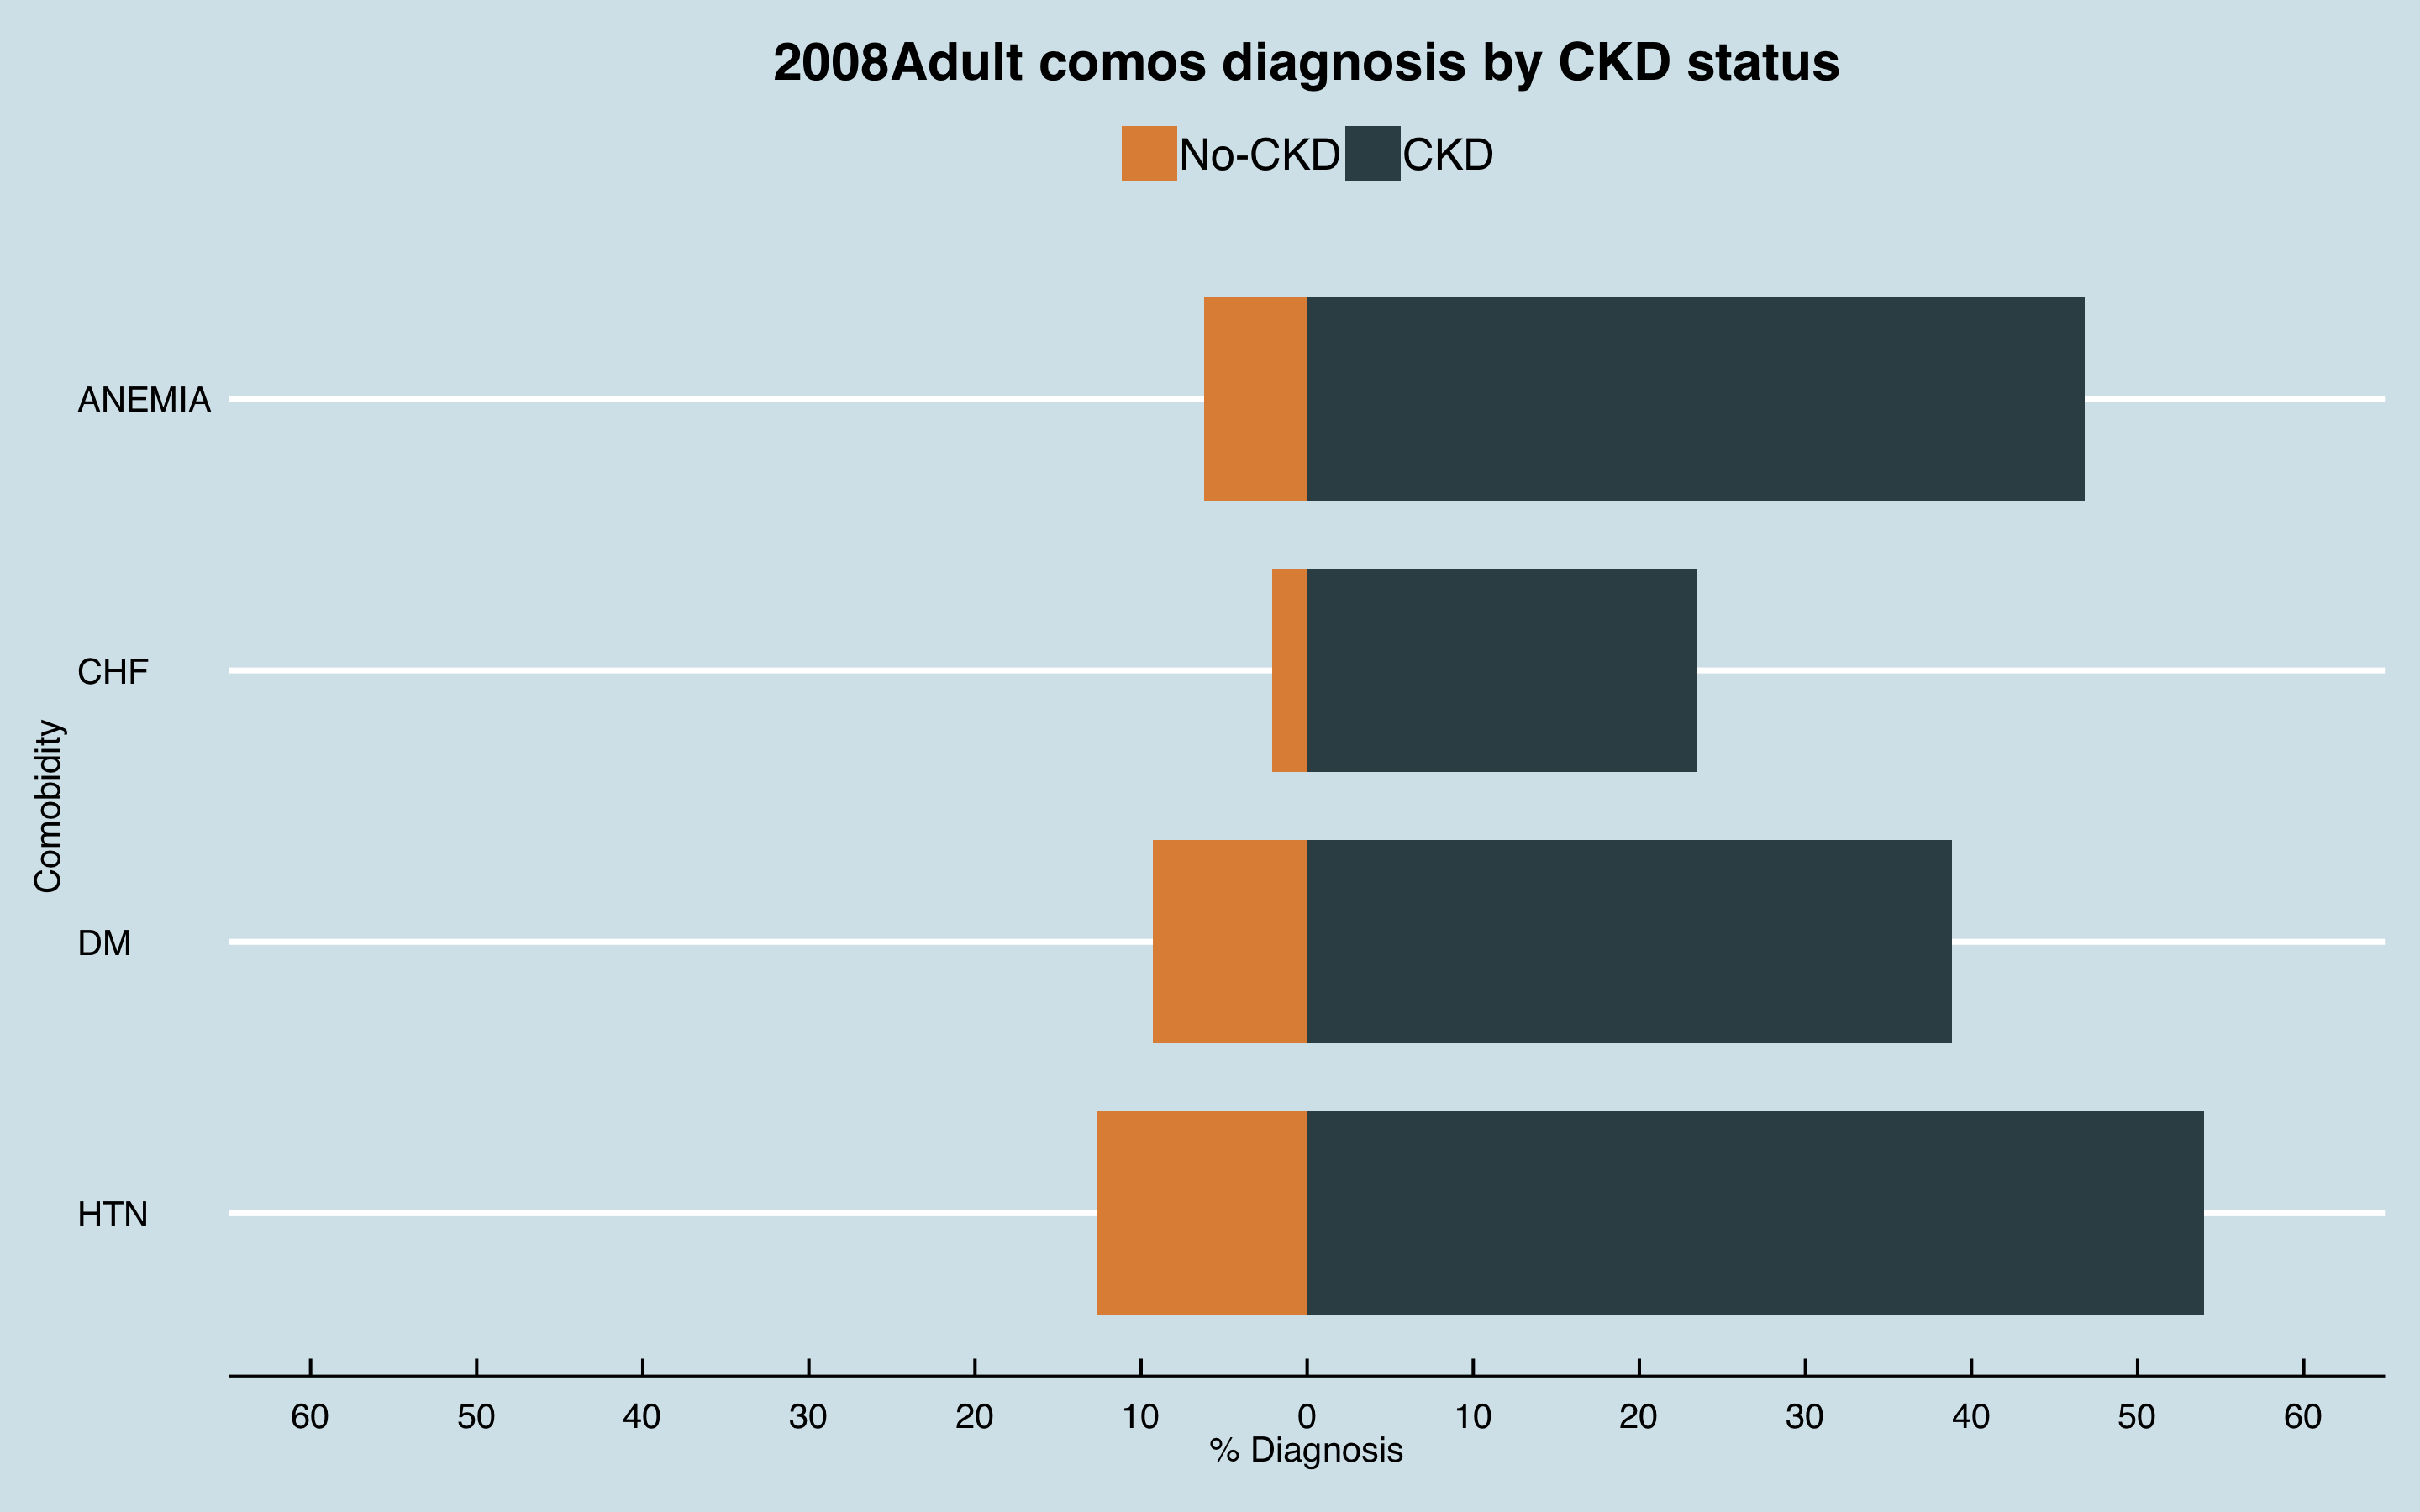 2008Adult comos diagnosis by CKD status
No-CKD CKD
ANEMIA
CHF
DM
HTN
Comobidity
60 50 40 30 20 10 0 10 20 30 40 50 60
% Diagnosis